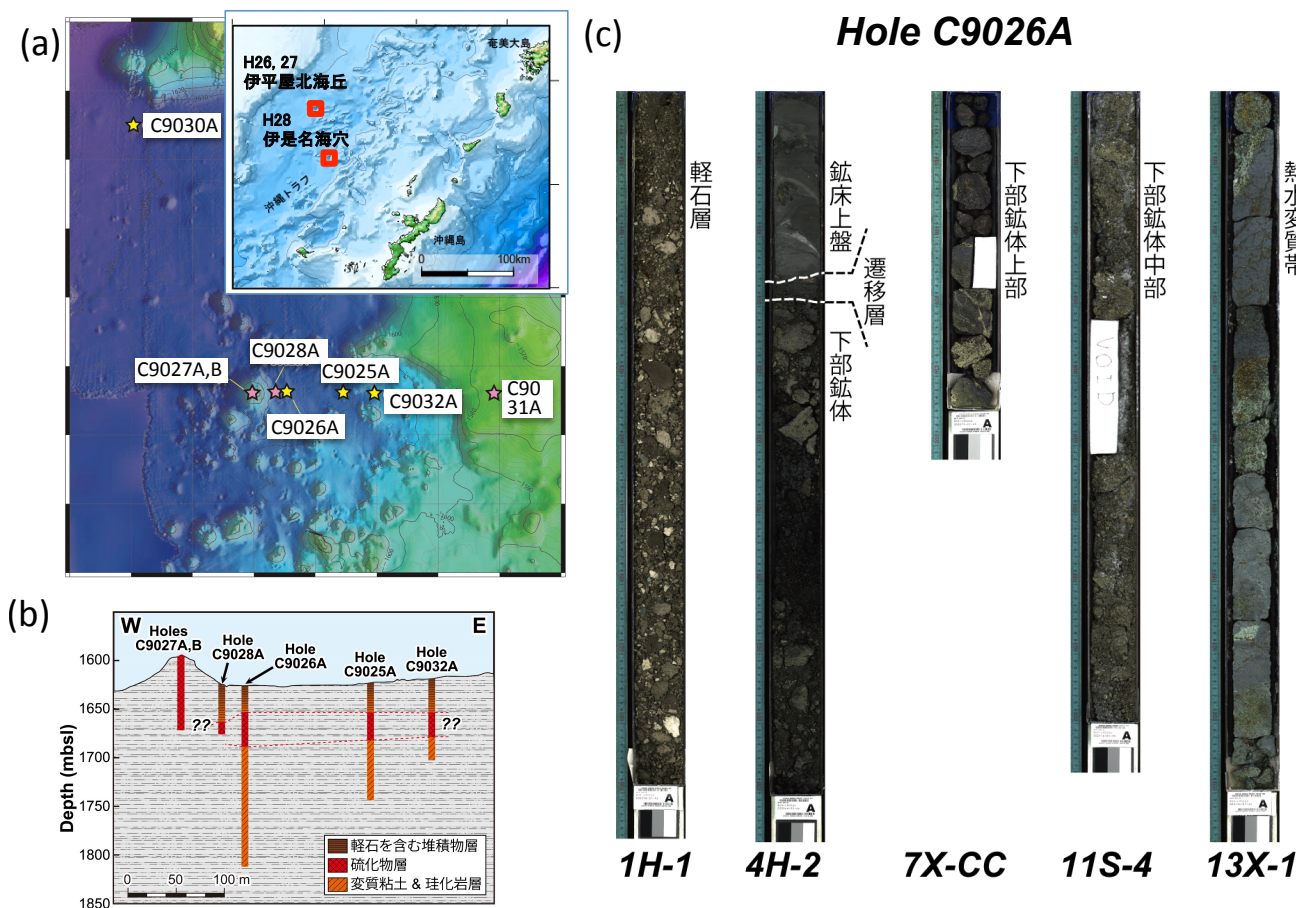 (a)
H26, 27
伊平屋北海丘
H28
伊是名海穴
奄美大島
沖縄トラフ
沖縄島
0
100km
C9030A
C9028A
C9027A,B
C9025A
C9026A
C9032A
C90
31A
(b)
W
E
Holes
C9027A,B
Hole
C9028A
Hole
C9026A
Hole
C9025A
Hole
C9032A
Depth (mbsl)
1600
1650
1700
1750
1800
1850
??
??
0 50 100 m
軽石を含む堆積物層
硫化物層
変質粘土 & 珪化岩層
(c)
Hole C9026A
軽石層
鉱床上盤
遷移層
下部鉱体
下部鉱体上部
下部鉱体中部
熱水変質帯
VOID
A
A
A
A
A
1H-1
4H-2
7X-CC
11S-4
13X-1